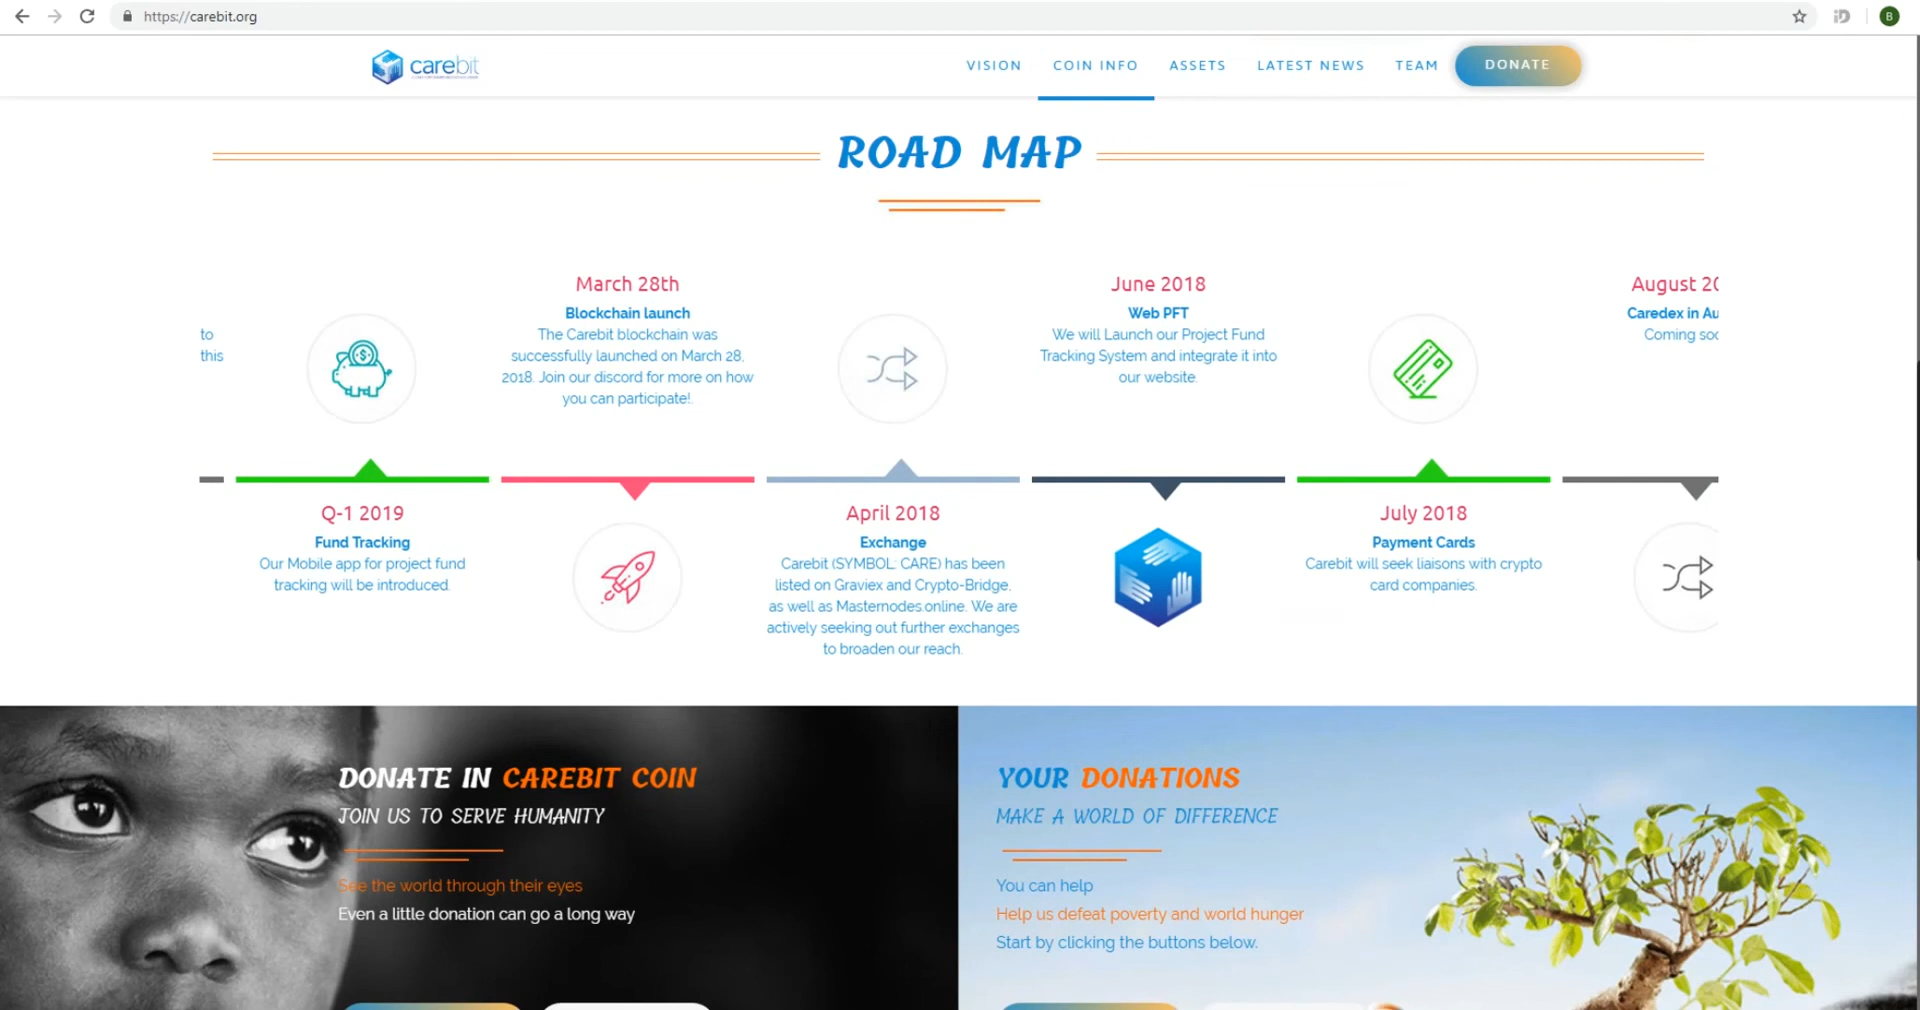 https://carebit.org
B
carebit
VISION
COIN INFO
ASSETS
LATEST NEWS
TEAM
DONATE
ROAD MAP
to
this
March 28th
Blockchain launch
The Carebit blockchain was
successfully launched on March 28,
2018. Join our discord for more on how
you can participate!.
June 2018
Web PFT
We will Launch our Project Fund
Tracking System and integrate it into
our website.
August 20
Caredex in Au
Coming soo
Q-1 2019
Fund Tracking
Our Mobile app for project fund
tracking will be introduced.
April 2018
Exchange
Carebit (SYMBOL: CARE) has been
listed on Graviex and Crypto-Bridge,
as well as Masternodes.online. We are
actively seeking out further exchanges
to broaden our reach.
July 2018
Payment Cards
Carebit will seek liaisons with crypto
card companies.
DONATE IN CAREBIT COIN
JOIN US TO SERVE HUMANITY
See the world through their eyes
Even a little donation can go a long way
YOUR DONATIONS
MAKE A WORLD OF DIFFERENCE
You can help
Help us defeat poverty and world hunger
Start by clicking the buttons below.